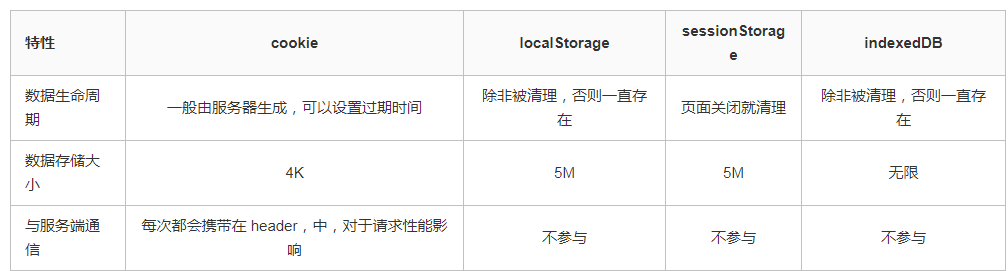 特性 cookie localStorage sessionStorag
e indexedDB
数据生命周
期 一般由服务器生成，可以设置过期时间 除非被清理，否则一直存
在 页面关闭就清理 除非被清理，否则一直存
在
数据存储大
小 4K 5M 5M 无限
与服务端通
信 每次都会携带在 header，中，对于请求性能影
响 不参与 不参与 不参与